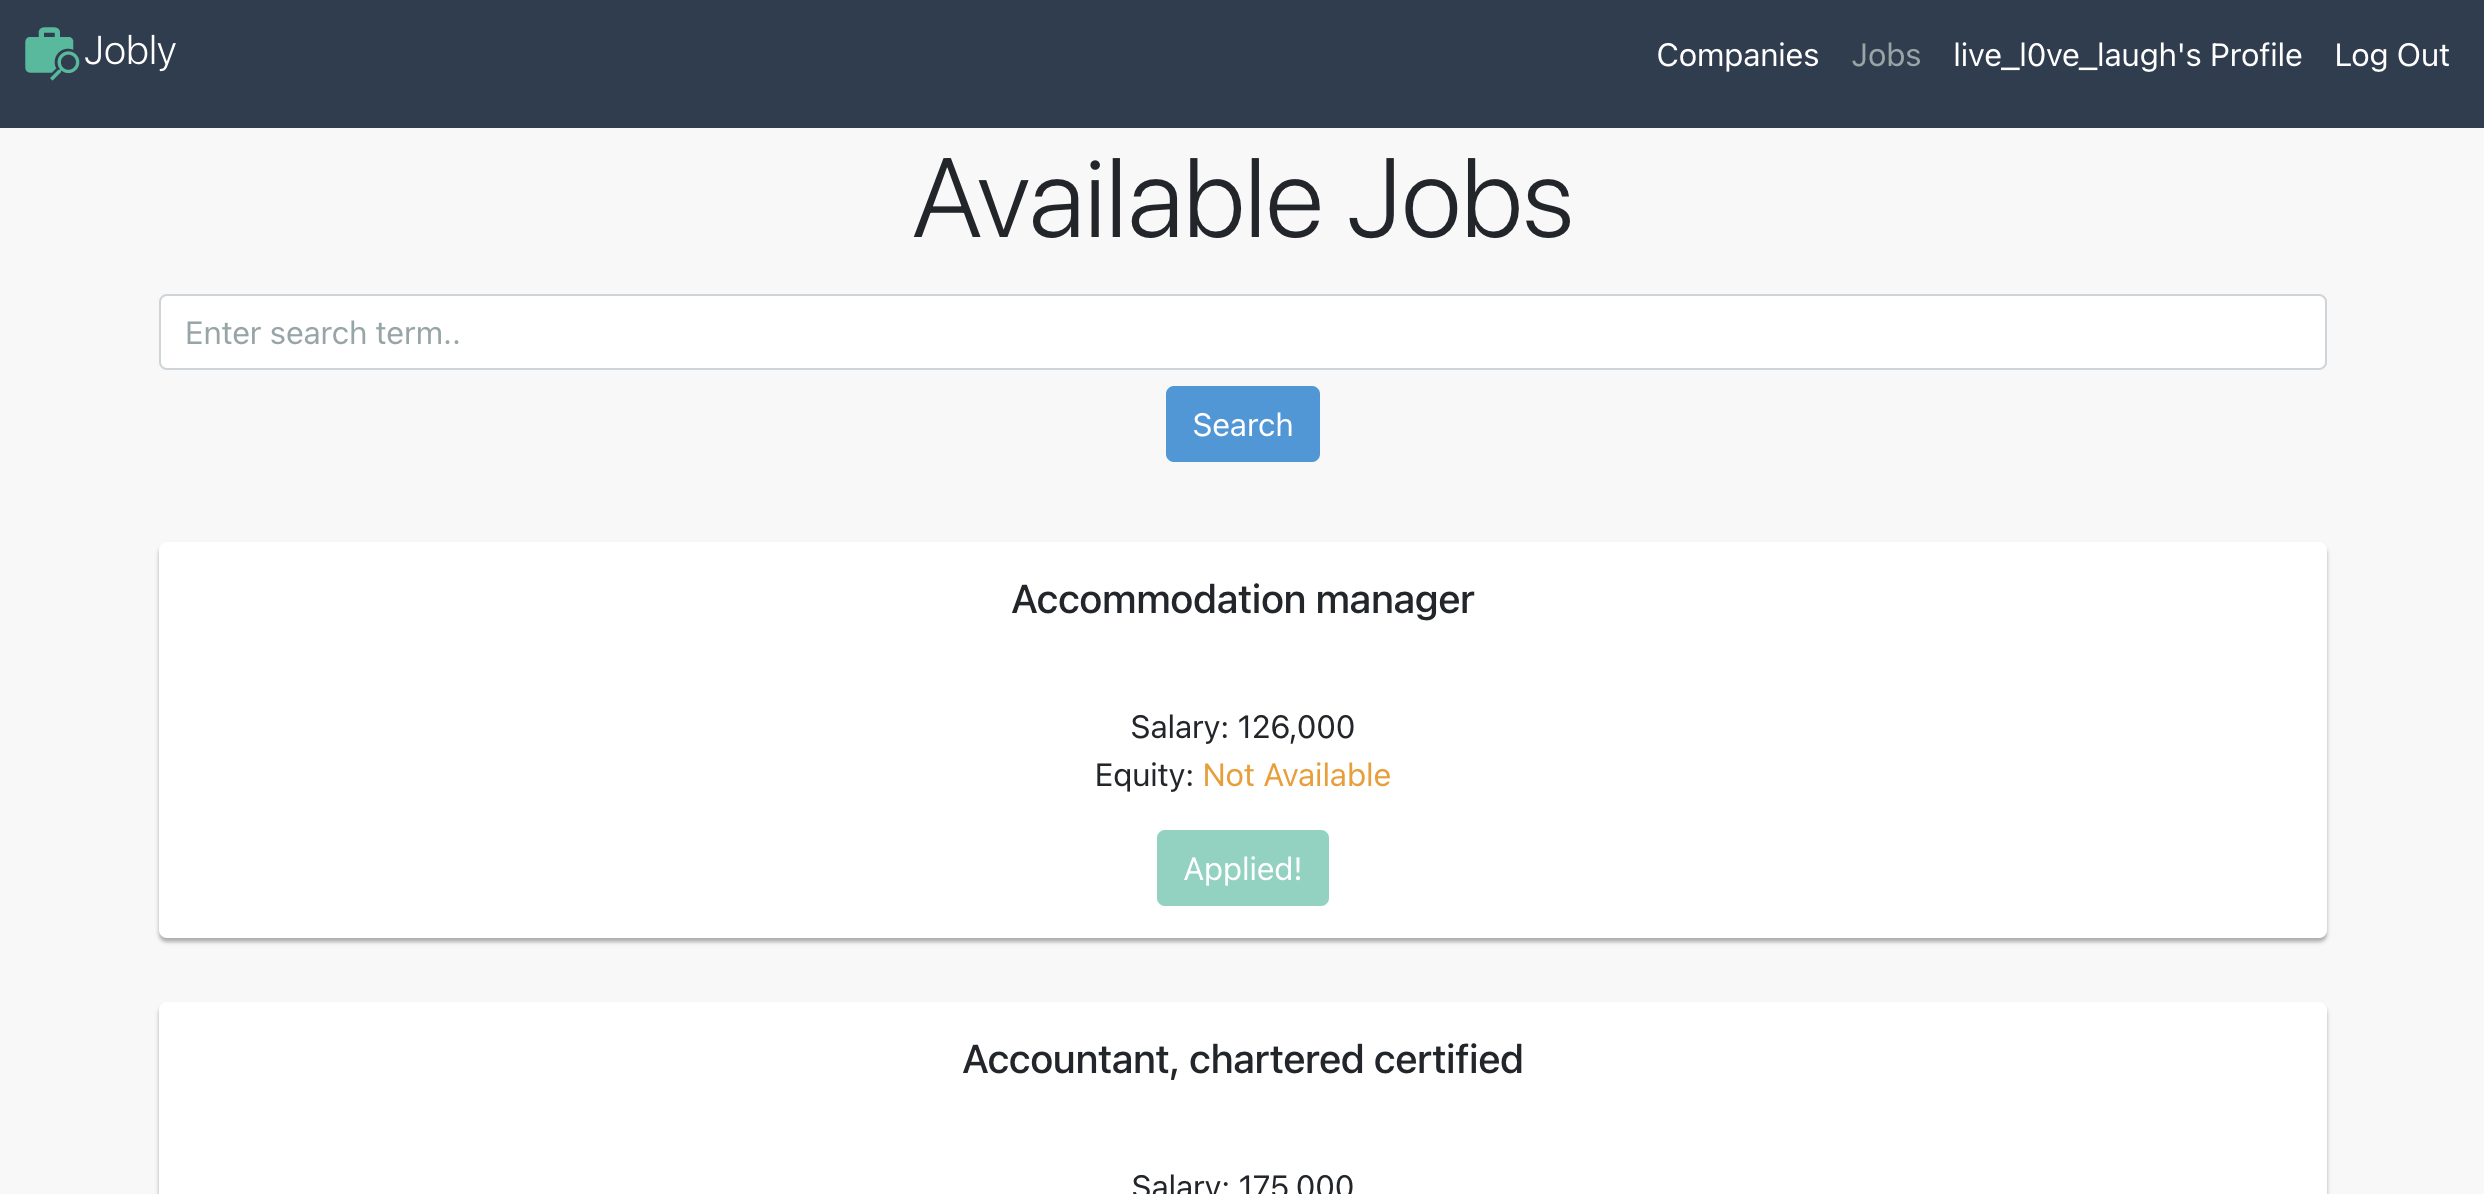 Jobly
Companies Jobs live_l0ve_laugh's Profile Log Out
Available Jobs
Enter search term..
Search
Accommodation manager
Salary: 126,000
Equity: Not Available
Applied!
Accountant, chartered certified
Salary: 175,000